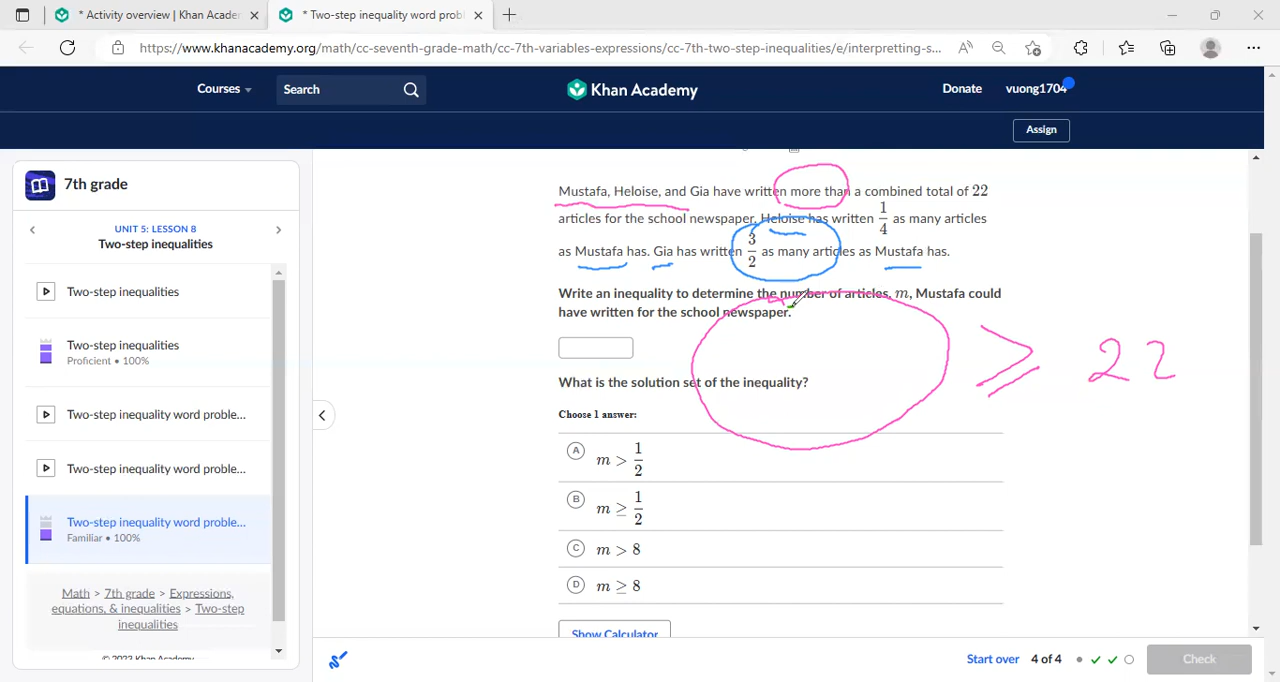 * Activity overview | Khan Acader
* Two-step inequality word probl
https://www.khanacademy.org/math/cc-seventh-grade-math/cc-7th-variables-expressions/cc-7th-two-step-inequalities/e/interpretting-s...
Courses
Search
Khan Academy
Donate
vuong1704
Assign
7th grade
UNIT 5: LESSON 8
Two-step inequalities
Two-step inequalities
Two-step inequalities
Proficient • 100%
Two-step inequality word proble...
Two-step inequality word proble...
Two-step inequality word proble...
Familiar • 100%
Math > 7th grade > Expressions,
equations, & inequalities > Two-step
inequalities
© 2023 Khan Academy
Mustafa, Heloise, and Gia have written more than a combined total of 22
articles for the school newspaper. Heloise has written 1/4 as many articles
as Mustafa has. Gia has written 3/2 as many articles as Mustafa has.
Write an inequality to determine the number of articles, m, Mustafa could
have written for the school newspaper.
≥ 22
What is the solution set of the inequality?
Choose 1 answer:
A m > 1/2
B m ≥ 1/2
C m > 8
D m ≥ 8
Show Calculator
Start over 4 of 4 Check